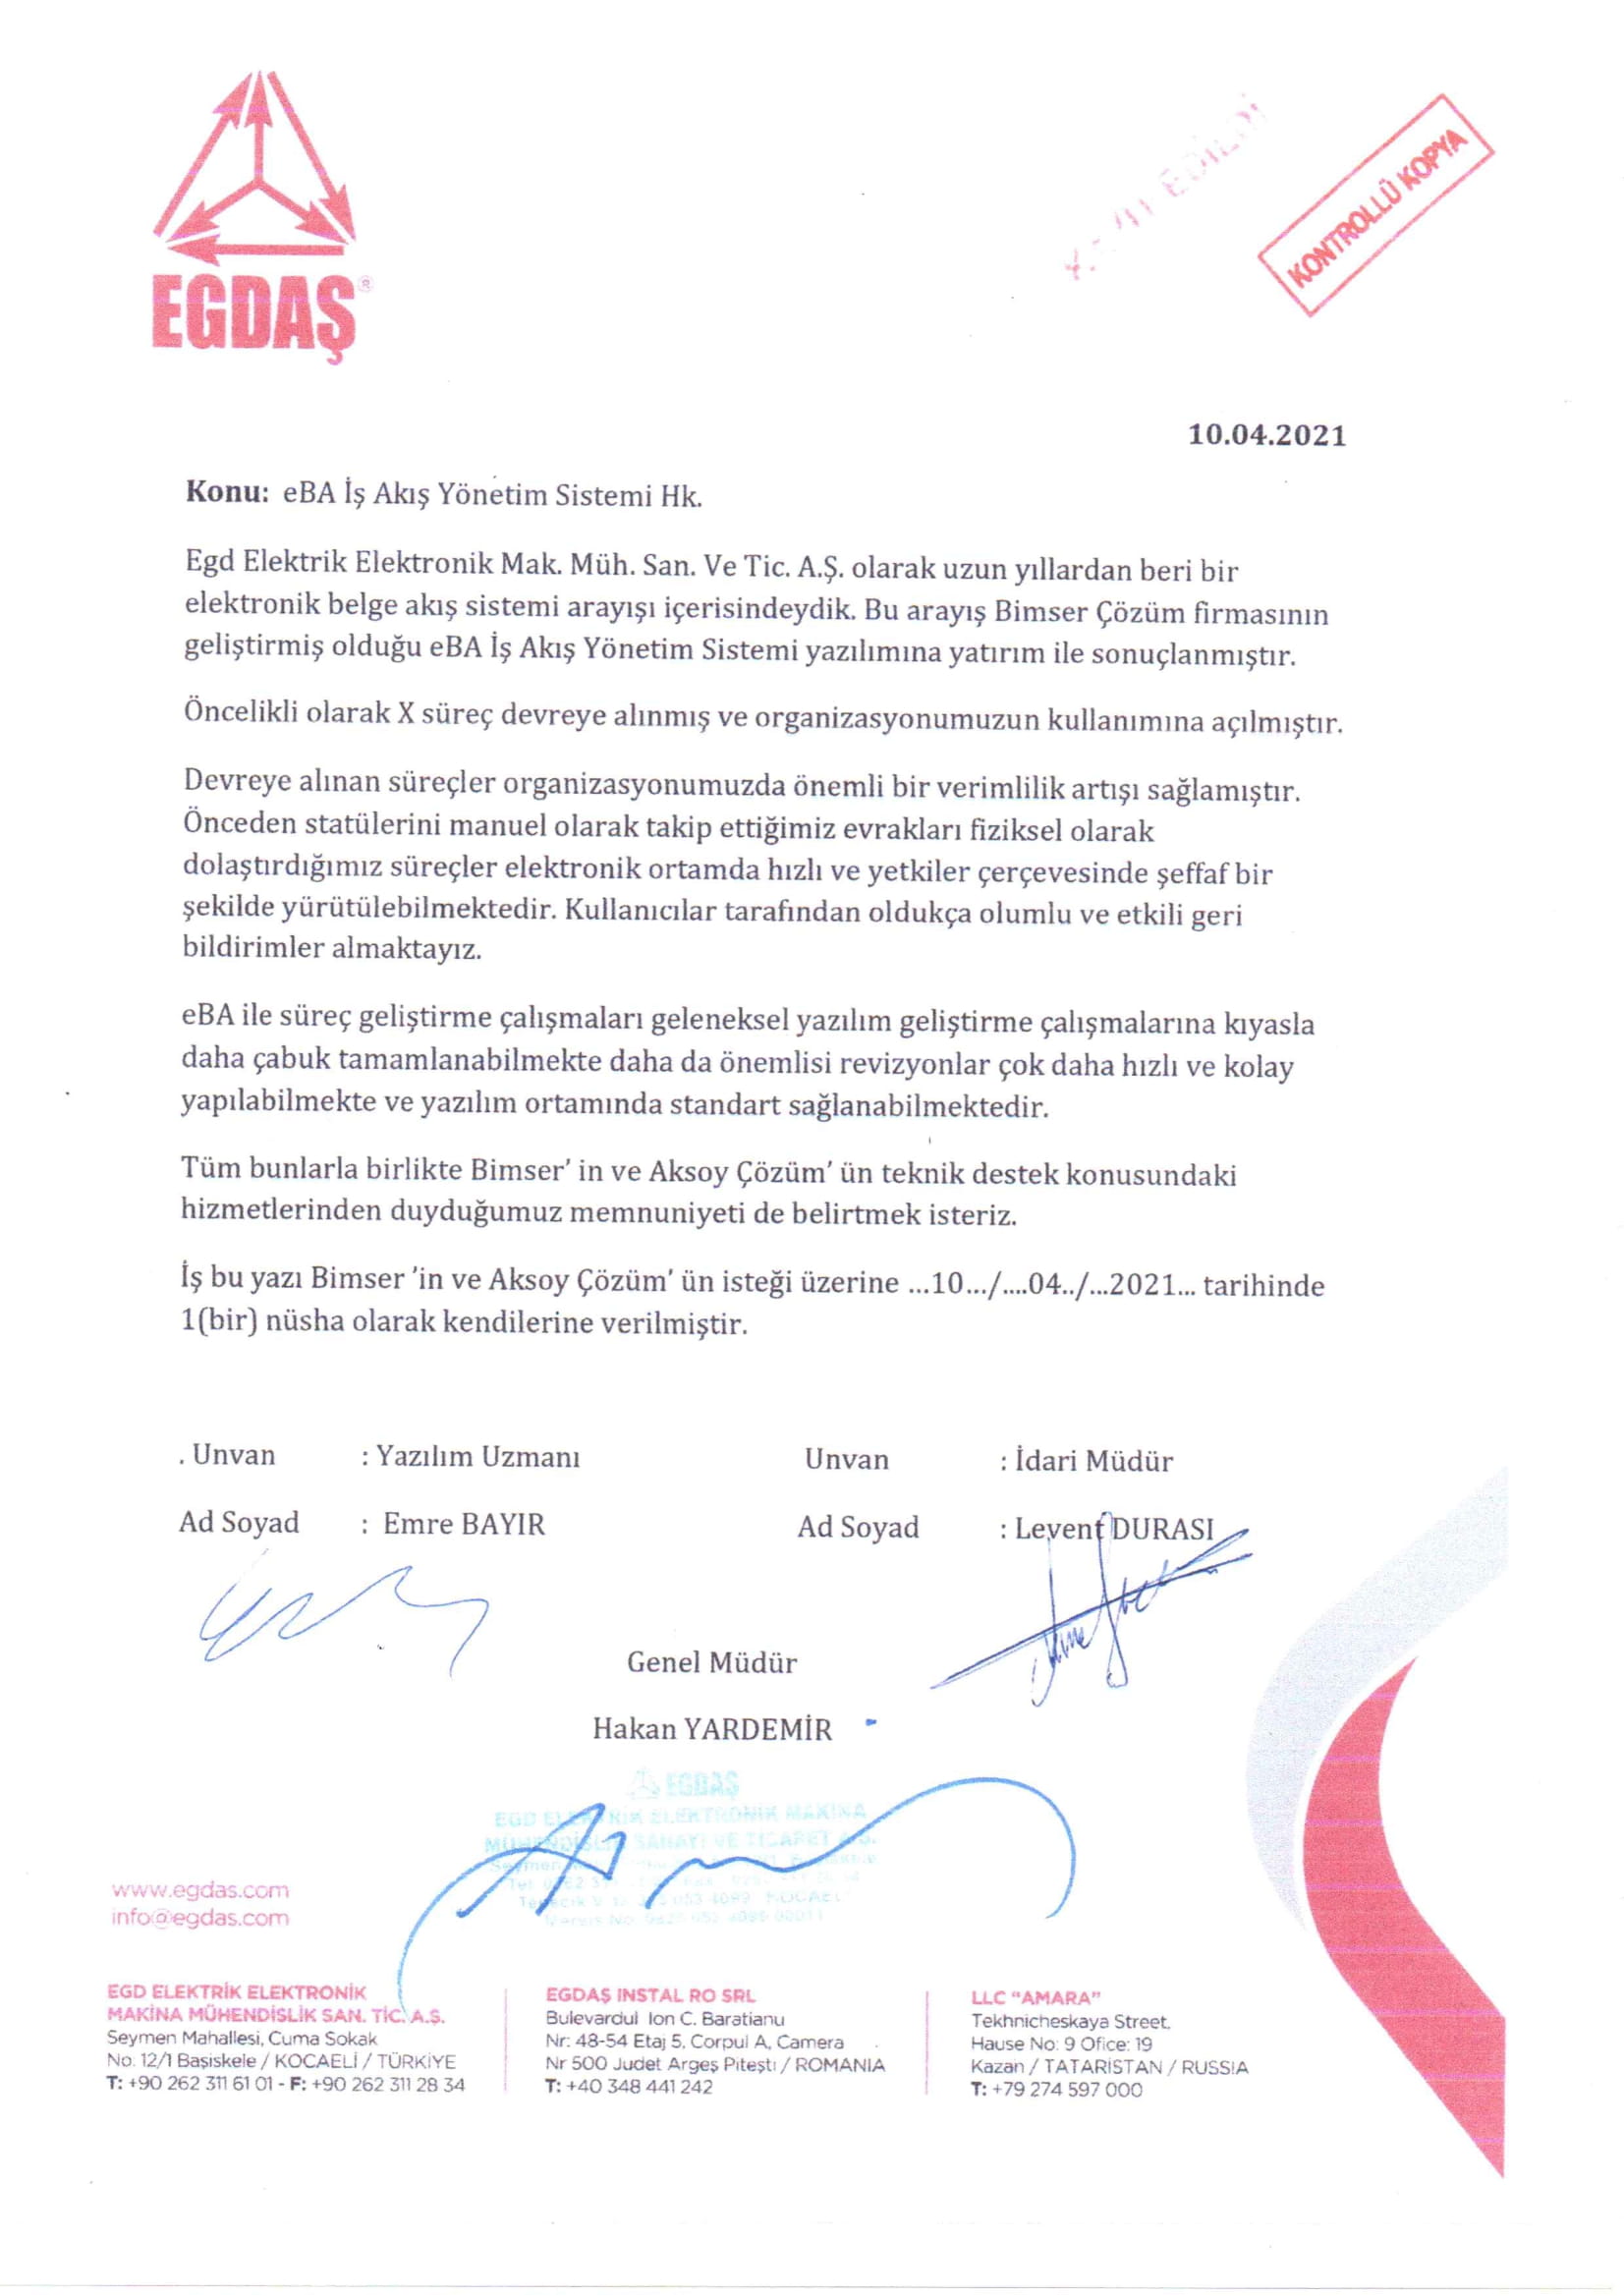 EGDAŞ®
EDİLDİ
KONTROLLÜ KOPYA
10.04.2021
Konu: eBA İş Akış Yönetim Sistemi Hk.
Egd Elektrik Elektronik Mak. Müh. San. Ve Tic. A.Ş. olarak uzun yıllardan beri bir
elektronik belge akış sistemi arayışı içerisindeydik. Bu arayış Bimser Çözüm firmasının
geliştirmiş olduğu eBA İş Akış Yönetim Sistemi yazılımına yatırım ile sonuçlanmıştır.
Öncelikli olarak X süreç devreye alınmış ve organizasyonumuzun kullanımına açılmıştır.
Devreye alınan süreçler organizasyonumuzda önemli bir verimlilik artışı sağlamıştır.
Önceden statülerini manuel olarak takip ettiğimiz evrakları fiziksel olarak
dolaştırdığımız süreçler elektronik ortamda hızlı ve yetkiler çerçevesinde şeffaf bir
şekilde yürütülebilmektedir. Kullanıcılar tarafından oldukça olumlu ve etkili geri
bildirimler almaktayız.
eBA ile süreç geliştirme çalışmaları geleneksel yazılım geliştirme çalışmalarına kıyasla
daha çabuk tamamlanabilmekte daha da önemlisi revizyonlar çok daha hızlı ve kolay
yapılabilmekte ve yazılım ortamında standart sağlanabilmektedir.
Tüm bunlarla birlikte Bimser' in ve Aksoy Çözüm' ün teknik destek konusundaki
hizmetlerinden duyduğumuz memnuniyeti de belirtmek isteriz.
İş bu yazı Bimser 'in ve Aksoy Çözüm' ün isteği üzerine ...10.../....04../...2021... tarihinde
1(bir) nüsha olarak kendilerine verilmiştir.
. Unvan : Yazılım Uzmanı Unvan : İdari Müdür
Ad Soyad : Emre BAYIR Ad Soyad : Levent DURASI
Genel Müdür
Hakan YARDEMİR
EGDAŞ
EGD ELEKTRİK ELEKTRONİK MAKİNA
MÜHENDİSLİK SANAYİ VE TİCARET A.Ş.
www.egdas.com
info@egdas.com
EGD ELEKTRİK ELEKTRONİK
MAKİNA MÜHENDİSLİK SAN. TİC. A.Ş.
Seymen Mahallesi, Cuma Sokak
No: 12/1 Başiskele / KOCAELİ / TÜRKİYE
T: +90 262 311 61 01 - F: +90 262 311 28 34
EGDAŞ INSTAL RO SRL
Bulevardul Ion C. Baratianu
Nr: 48-54 Etaj 5, Corpul A, Camera
Nr 500 Judet Argeş Piteşti / ROMANIA
T: +40 348 441 242
LLC "AMARA"
Tekhnicheskaya Street,
Hause No: 9 Ofice: 19
Kazan / TATARİSTAN / RUSSIA
T: +79 274 597 000